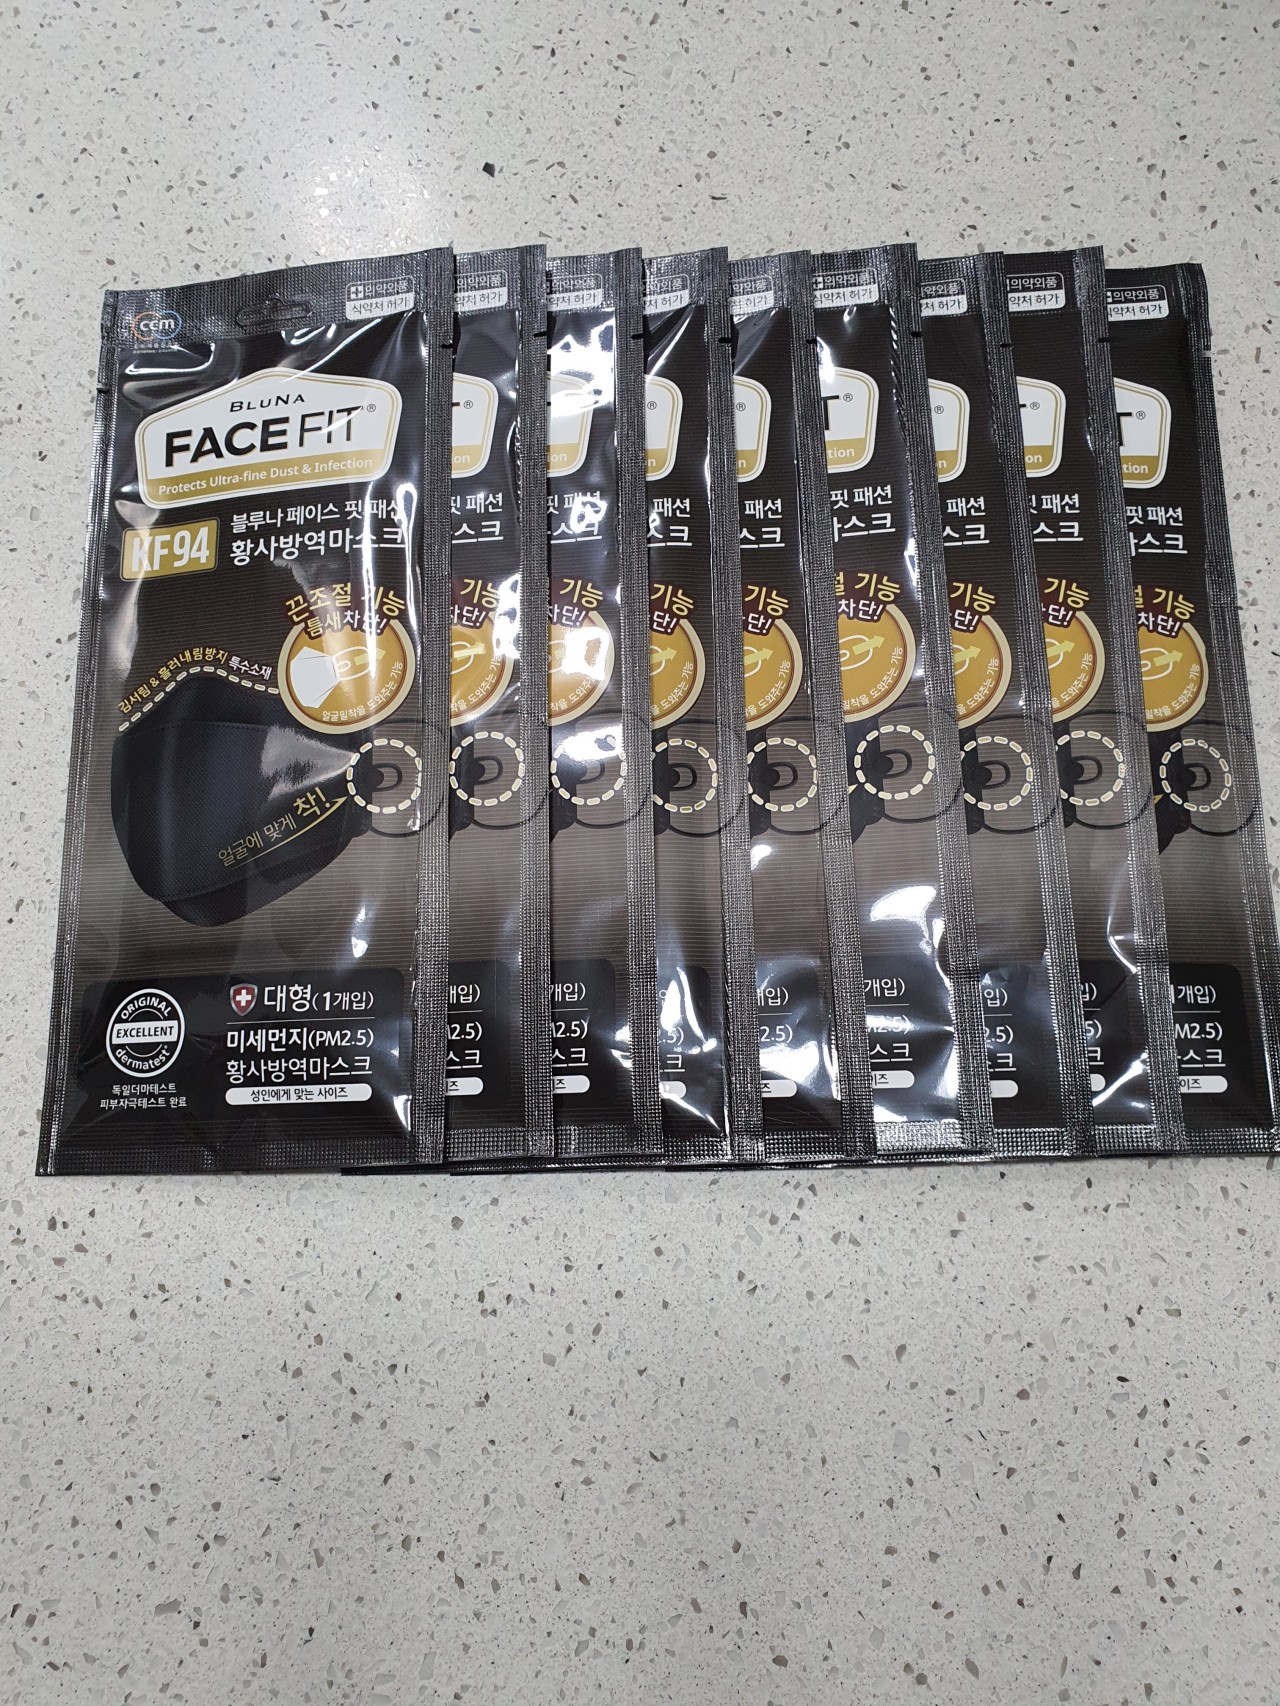 ccm
의약외품
식약처 허가
BLUNA
FACE FIT®
Protects Ultra-fine Dust & Infection
KF94
블루나 페이스 핏 패션
황사방역마스크
끈조절 기능
틈새차단!
얼굴밀착을 도와주는 기능
김서림 & 흘러내림방지 특수소재
얼굴에 맞게 착!
ORIGINAL
EXCELLENT
dermatest®
독일더마테스트
피부자극테스트 완료
대형(1개입)
미세먼지(PM2.5)
황사방역마스크
성인에게 맞는 사이즈